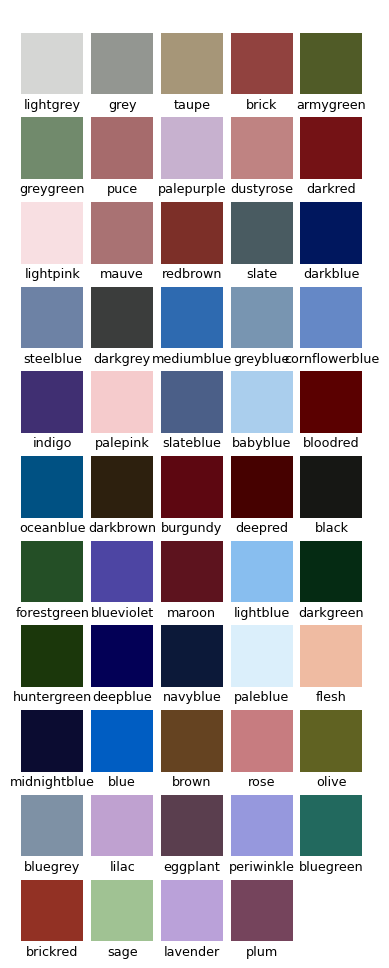 lightgrey grey taupe brick armygreen
greygreen puce palepurple dustyrose darkred
lightpink mauve redbrown slate darkblue
steelblue darkgrey mediumblue greyblue cornflowerblue
indigo palepink slateblue babyblue bloodred
oceanblue darkbrown burgundy deepred black
forestgreen blueviolet maroon lightblue darkgreen
huntergreen deepblue navyblue paleblue flesh
midnightblue blue brown rose olive
bluegrey lilac eggplant periwinkle bluegreen
brickred sage lavender plum